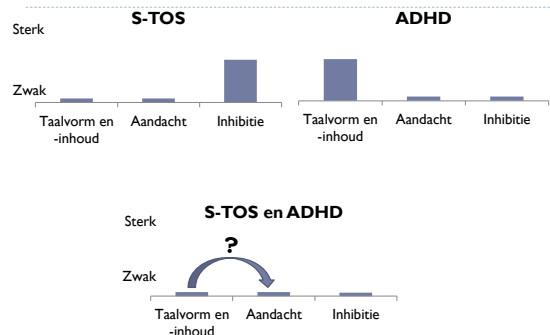 S-TOS
Sterk
Zwak
Taalvorm en
-inhoud
Aandacht
Inhibitie
ADHD
Taalvorm en
-inhoud
Aandacht
Inhibitie
S-TOS en ADHD
Sterk
?
Zwak
Taalvorm en
-inhoud
Aandacht
Inhibitie